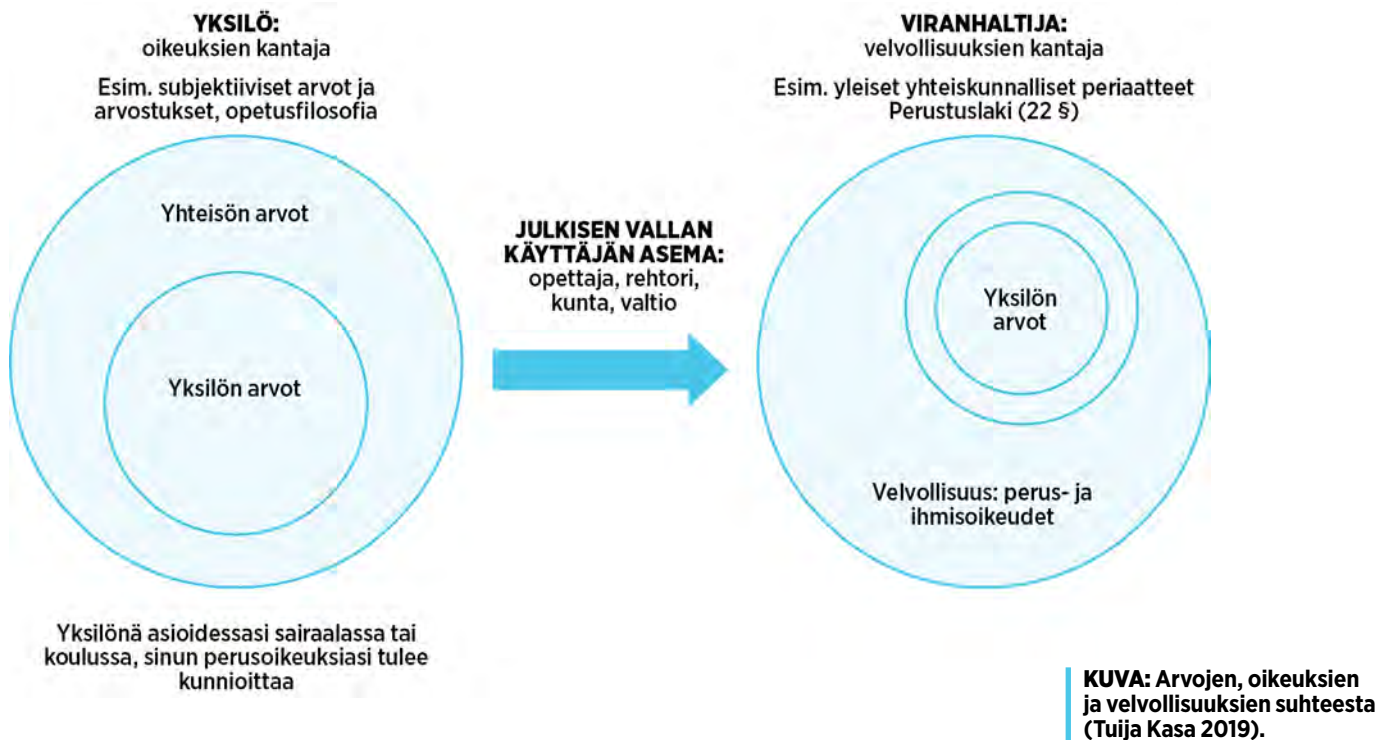 YKSILÖ:
oikeuksien kantaja
Esim. subjektiiviset arvot ja
arvostukset, opetusfilosofia
Yhteisön arvot
Yksilön arvot
Yksilönä asioidessasi sairaalassa tai
koulussa, sinun perusoikeuksiasi tulee
kunnioittaa
JULKISEN VALLAN
KÄYTTÄJÄN ASEMA:
opettaja, rehtori,
kunta, valtio
VIRANHALTIJA:
velvollisuuksien kantaja
Esim. yleiset yhteiskunnalliset periaatteet
Perustuslaki (22 §)
Yksilön
arvot
Velvollisuus: perus- ja
ihmisoikeudet
KUVA: Arvojen, oikeuksien
ja velvollisuuksien suhteesta
(Tuija Kasa 2019).